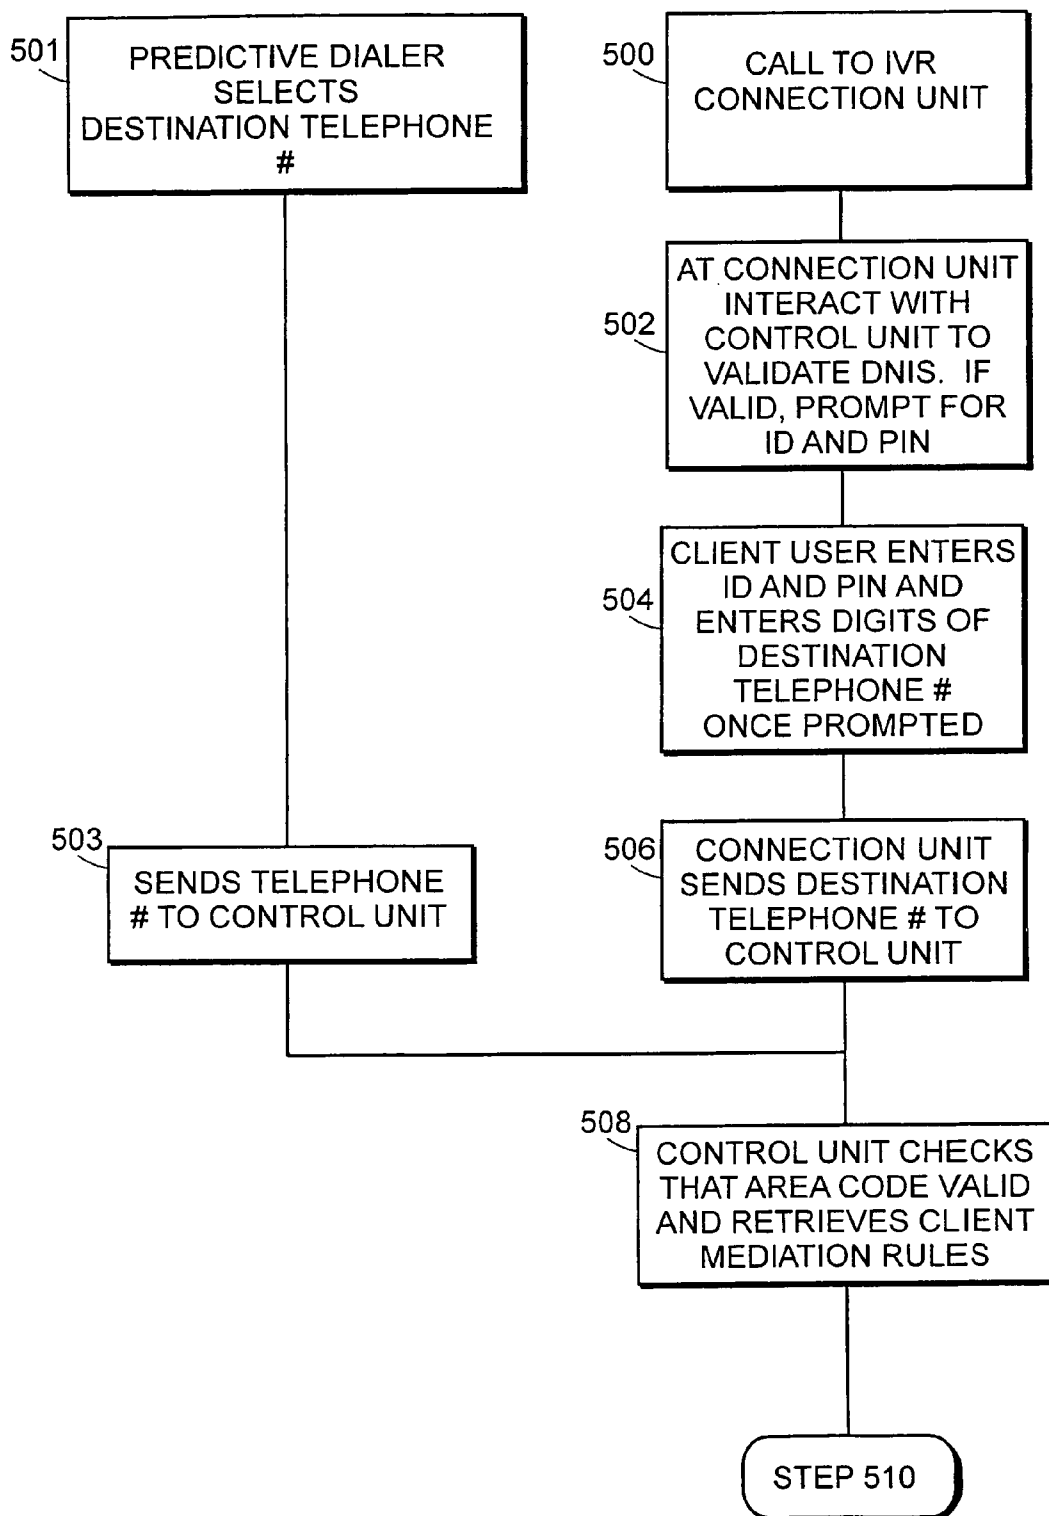 501
PREDICTIVE DIALER
SELECTS
DESTINATION TELEPHONE
#
500
CALL TO IVR
CONNECTION UNIT
502
AT CONNECTION UNIT
INTERACT WITH
CONTROL UNIT TO
VALIDATE DNIS. IF
VALID, PROMPT FOR
ID AND PIN
504
CLIENT USER ENTERS
ID AND PIN AND
ENTERS DIGITS OF
DESTINATION
TELEPHONE #
ONCE PROMPTED
503
SENDS TELEPHONE
# TO CONTROL UNIT
506
CONNECTION UNIT
SENDS DESTINATION
TELEPHONE # TO
CONTROL UNIT
508
CONTROL UNIT CHECKS
THAT AREA CODE VALID
AND RETRIEVES CLIENT
MEDIATION RULES
STEP 510